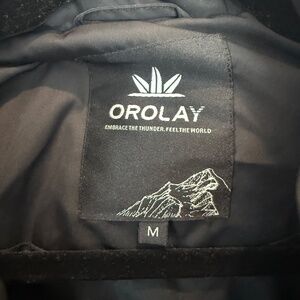 OROLAY
EMBRACE THE THUNDER. FEEL THE WORLD
M